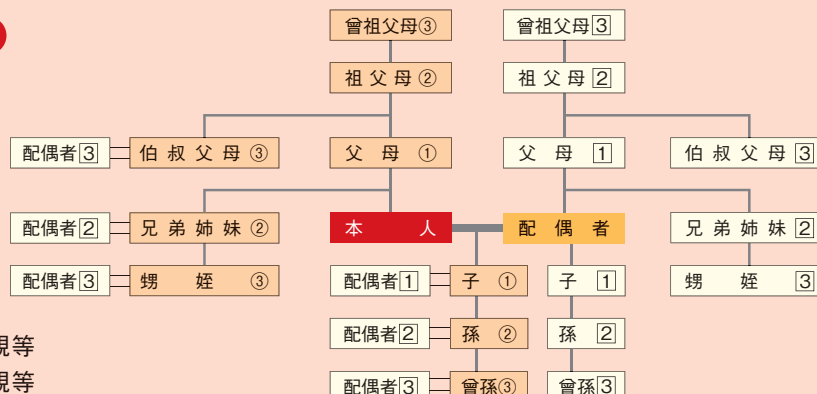 曾祖父母③ 曾祖父母[3]
祖父母② 祖父母[2]
配偶者[3] 伯叔父母③ 父母① 父母[1] 伯叔父母[3]
配偶者[2] 兄弟姉妹② 本人 配偶者 兄弟姉妹[2]
配偶者[3] 甥姪③ 配偶者[1] 子① 子[1] 甥姪[3]
配偶者[2] 孫② 孫[2]
親等
配偶者[3] 曾孫③ 曾孫[3]
親等